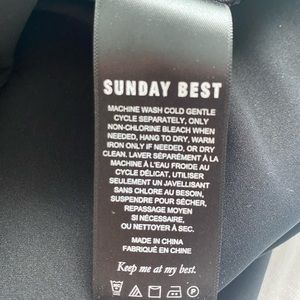 SUNDAY BEST
MACHINE WASH COLD GENTLE
CYCLE SEPARATELY, ONLY
NON-CHLORINE BLEACH WHEN
NEEDED, HANG TO DRY, WARM
IRON ONLY IF NEEDED, OR DRY
CLEAN. LAVER SÉPARÉMENT À LA
MACHINE À L'EAU FROIDE AU
CYCLE DÉLICAT, UTILISER
SEULEMENT UN JAVELLISANT
SANS CHLORE AU BESOIN,
SUSPENDRE POUR SÉCHER,
REPASSAGE MOYEN
SI NÉCESSAIRE,
OU NETTOYER À SEC.
MADE IN CHINA
FABRIQUÉ EN CHINE
Keep me at my best.